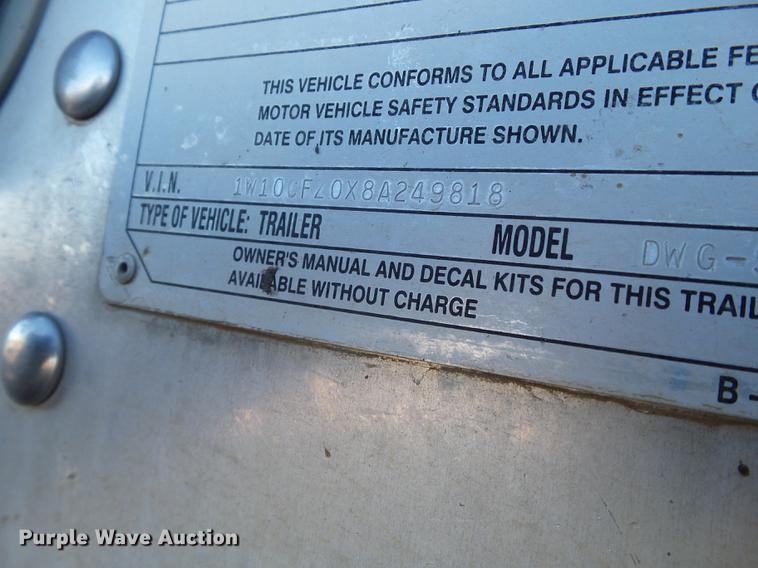 THIS VEHICLE CONFORMS TO ALL APPLICABLE FE
MOTOR VEHICLE SAFETY STANDARDS IN EFFECT
DATE OF ITS MANUFACTURE SHOWN.
V.I.N.
TYPE OF VEHICLE: TRAILER MODEL DWG-
OWNER'S MANUAL AND DECAL KITS FOR THIS TRAIL
AVAILABLE WITHOUT CHARGE
B-
Purple Wave Auction